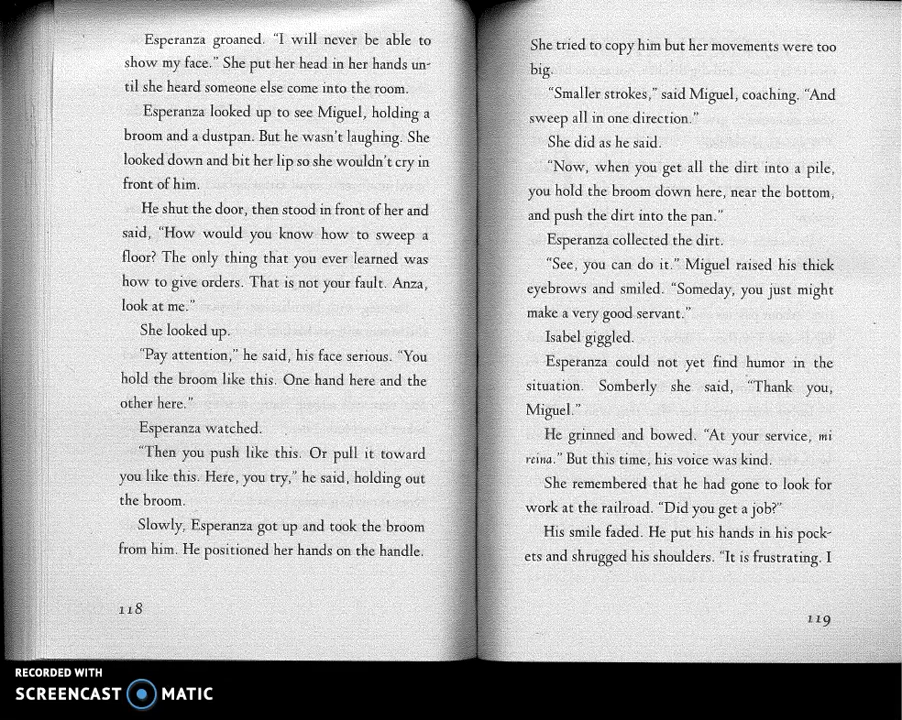 Esperanza groaned. “I will never be able to
show my face.” She put her head in her hands un-
til she heard someone else come into the room.
Esperanza looked up to see Miguel, holding a
broom and a dustpan. But he wasn’t laughing. She
looked down and bit her lip so she wouldn’t cry in
front of him.
He shut the door, then stood in front of her and
said, “How would you know how to sweep a
floor? The only thing that you ever learned was
how to give orders. That is not your fault. Anza,
look at me.”
She looked up.
“Pay attention,” he said, his face serious. “You
hold the broom like this. One hand here and the
other here.”
Esperanza watched.
“Then you push like this. Or pull it toward
you like this. Here, you try,” he said, holding out
the broom.
Slowly, Esperanza got up and took the broom
from him. He positioned her hands on the handle.
118
She tried to copy him but her movements were too
big.
“Smaller strokes,” said Miguel, coaching. “And
sweep all in one direction.”
She did as he said.
“Now, when you get all the dirt into a pile,
you hold the broom down here, near the bottom,
and push the dirt into the pan.”
Esperanza collected the dirt.
“See, you can do it.” Miguel raised his thick
eyebrows and smiled. “Someday, you just might
make a very good servant.”
Isabel giggled.
Esperanza could not yet find humor in the
situation. Somberly she said, “Thank you,
Miguel.”
He grinned and bowed. “At your service, mi
reina.” But this time, his voice was kind.
She remembered that he had gone to look for
work at the railroad. “Did you get a job?”
His smile faded. He put his hands in his pock-
ets and shrugged his shoulders. “It is frustrating. I
119
RECORDED WITH
SCREENCAST MATIC